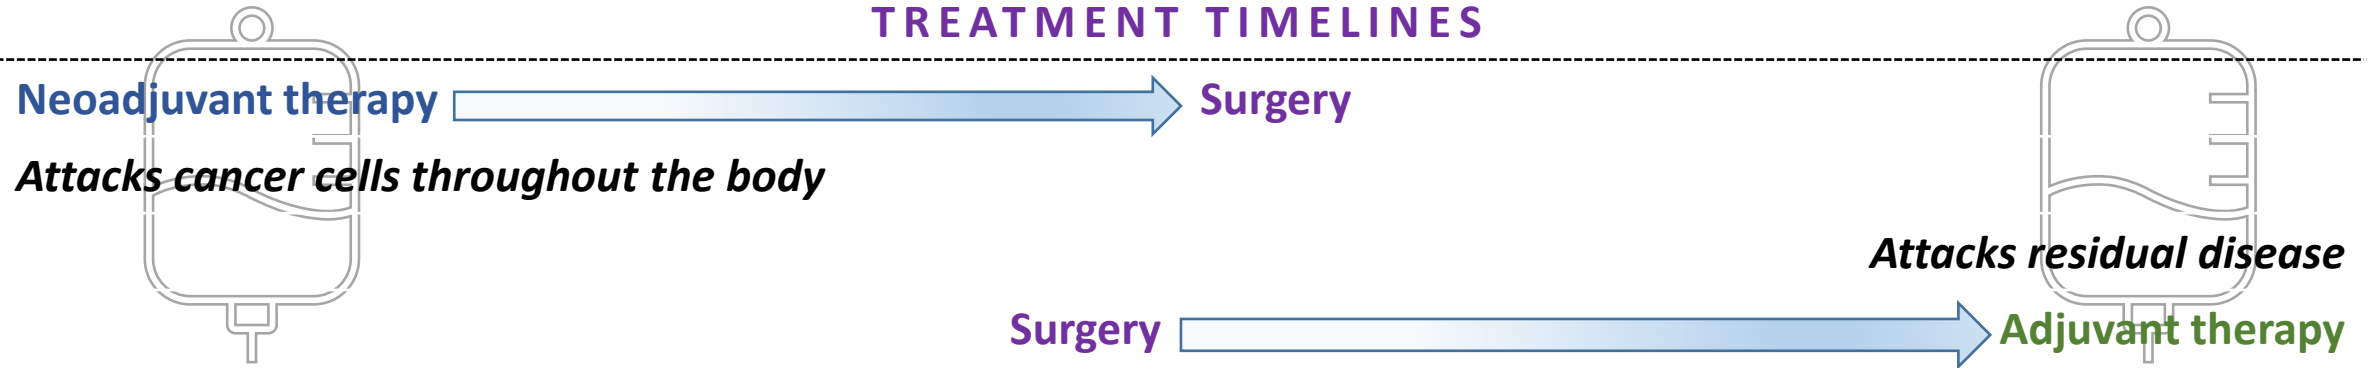 TREATMENT TIMELINES
Neoadjuvant therapy
Surgery
Attacks cancer cells throughout the body
Attacks residual disease
Surgery
Adjuvant therapy